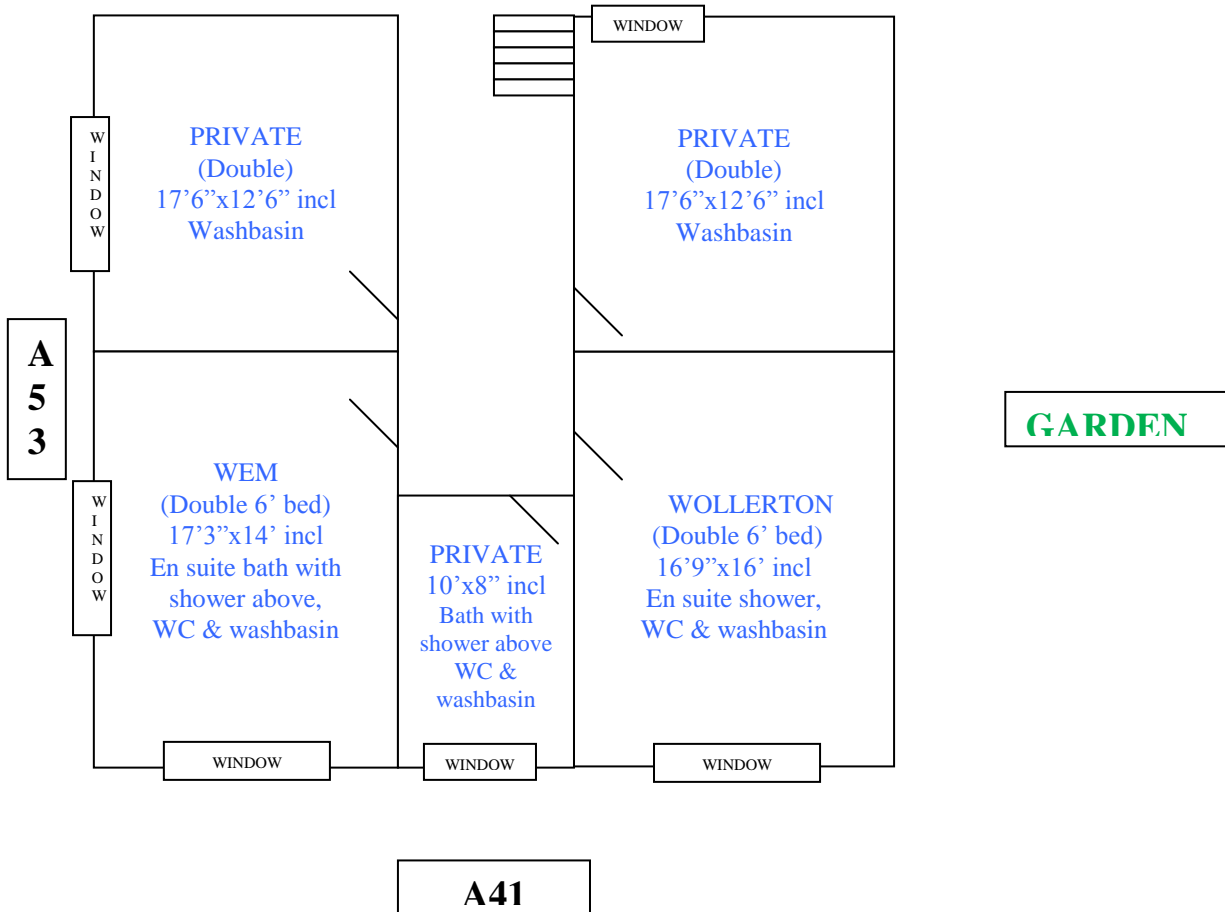 WINDOW
WINDOW
PRIVATE
(Double)
17’6”x12’6” incl
Washbasin
PRIVATE
(Double)
17’6”x12’6” incl
Washbasin
A
5
3
GARDEN
WINDOW
WEM
(Double 6’ bed)
17’3”x14’ incl
En suite bath with
shower above,
WC & washbasin
PRIVATE
10’x8” incl
Bath with
shower above
WC &
washbasin
WOLLERTON
(Double 6’ bed)
16’9”x16’ incl
En suite shower,
WC & washbasin
WINDOW
WINDOW
WINDOW
A41